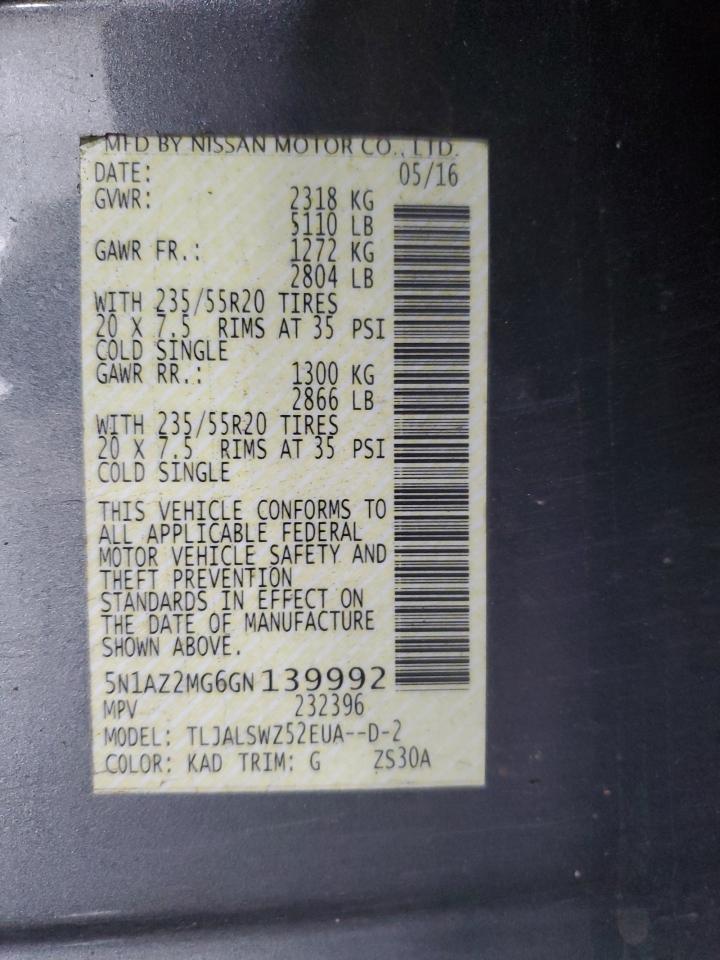 MFD BY NISSAN MOTOR CO., LTD.
DATE: 05/16
GVWR: 2318 KG
5110 LB
GAWR FR.: 1272 KG
2804 LB
WITH 235/55R20 TIRES
20 X 7.5 RIMS AT 35 PSI
COLD SINGLE
GAWR RR.: 1300 KG
2866 LB
WITH 235/55R20 TIRES
20 X 7.5 RIMS AT 35 PSI
COLD SINGLE
THIS VEHICLE CONFORMS TO
ALL APPLICABLE FEDERAL
MOTOR VEHICLE SAFETY AND
THEFT PREVENTION
STANDARDS IN EFFECT ON
THE DATE OF MANUFACTURE
SHOWN ABOVE.
5N1AZ2MG6GN139992
MPV 232396
MODEL: TLJALSWZ52EUA--D-2
COLOR: KAD TRIM: G ZS30A